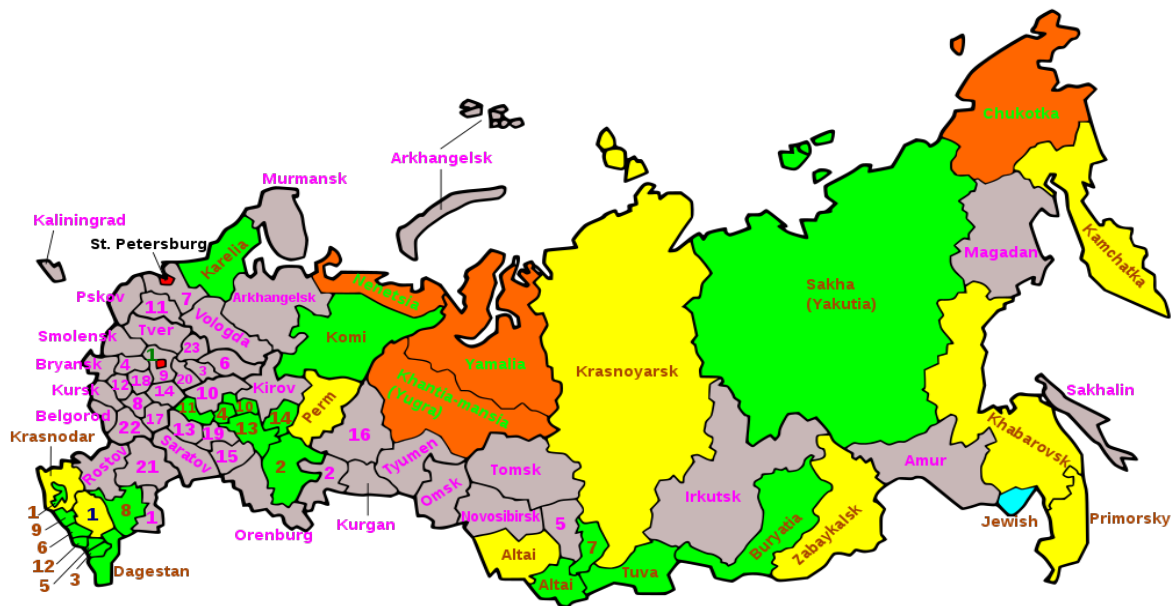 Chukotka
Arkhangelsk
Murmansk
Kaliningrad
St. Petersburg
Karelia
Kamchatka
Magadan
Nenetsia
Sakha
(Yakutia)
Pskov
7
Arkhangelsk
11
Vologda
Tver
Smolensk
Komi
23
1
Yamalia
Bryansk
4
9
3
6
Krasnoyarsk
Kursk
12
18
20
14
10
Kirov
Khantia-mansia
(Yugra)
Sakhalin
Perm
Belgorod
8
17
11
4
10
14
13
22
13
19
16
Khabarovsk
Krasnodar
Rostov
21
Saratov
15
2
2
Tyumen
Tomsk
Amur
Omsk
Irkutsk
1
1
8
1
Orenburg
Kurgan
Novosibirsk
5
Buryatia
Zabaykalsk
Jewish
Primorsky
9
6
12
5
3
Dagestan
Altai
7
Altai
Tuva